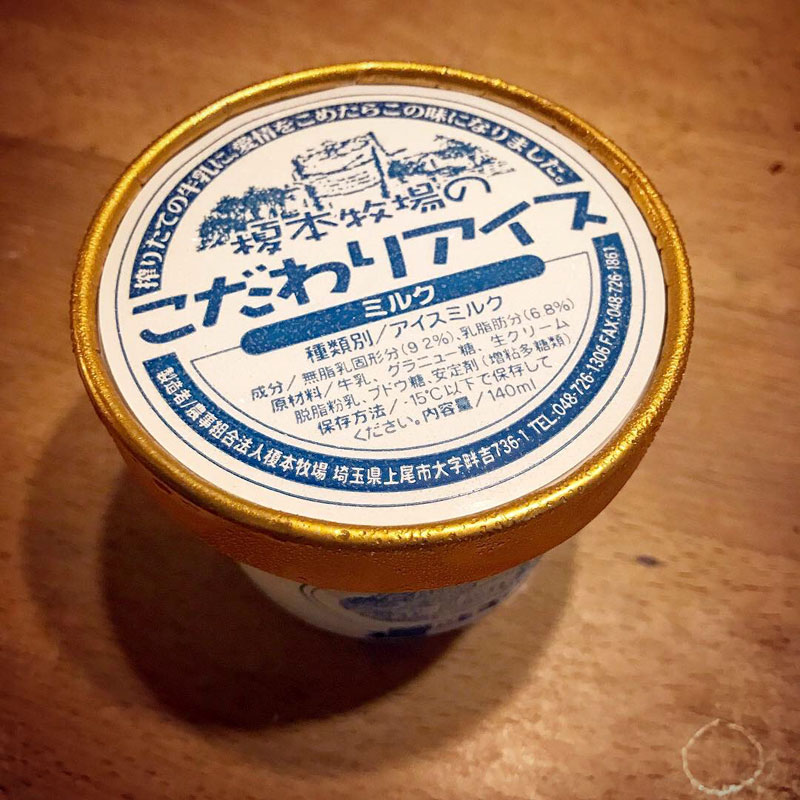 搾りたての牛乳に、愛情をこめたらこの味になりました。
榎本牧場の
こだわりアイス
ミルク
種類別/アイスミルク
成分/無脂乳固形分(9.2%)、乳脂肪分(6.8%)
原材料/牛乳、グラニュー糖、生クリーム
脱脂粉乳、ブドウ糖、安定剤(増粘多糖類)
保存方法/-15℃以下で保存して
ください。内容量/140ml
製造者/農事組合法人榎本牧場 埼玉県上尾市大字畔吉736-1 TEL・048-726-1306 FAX・048-726-1861